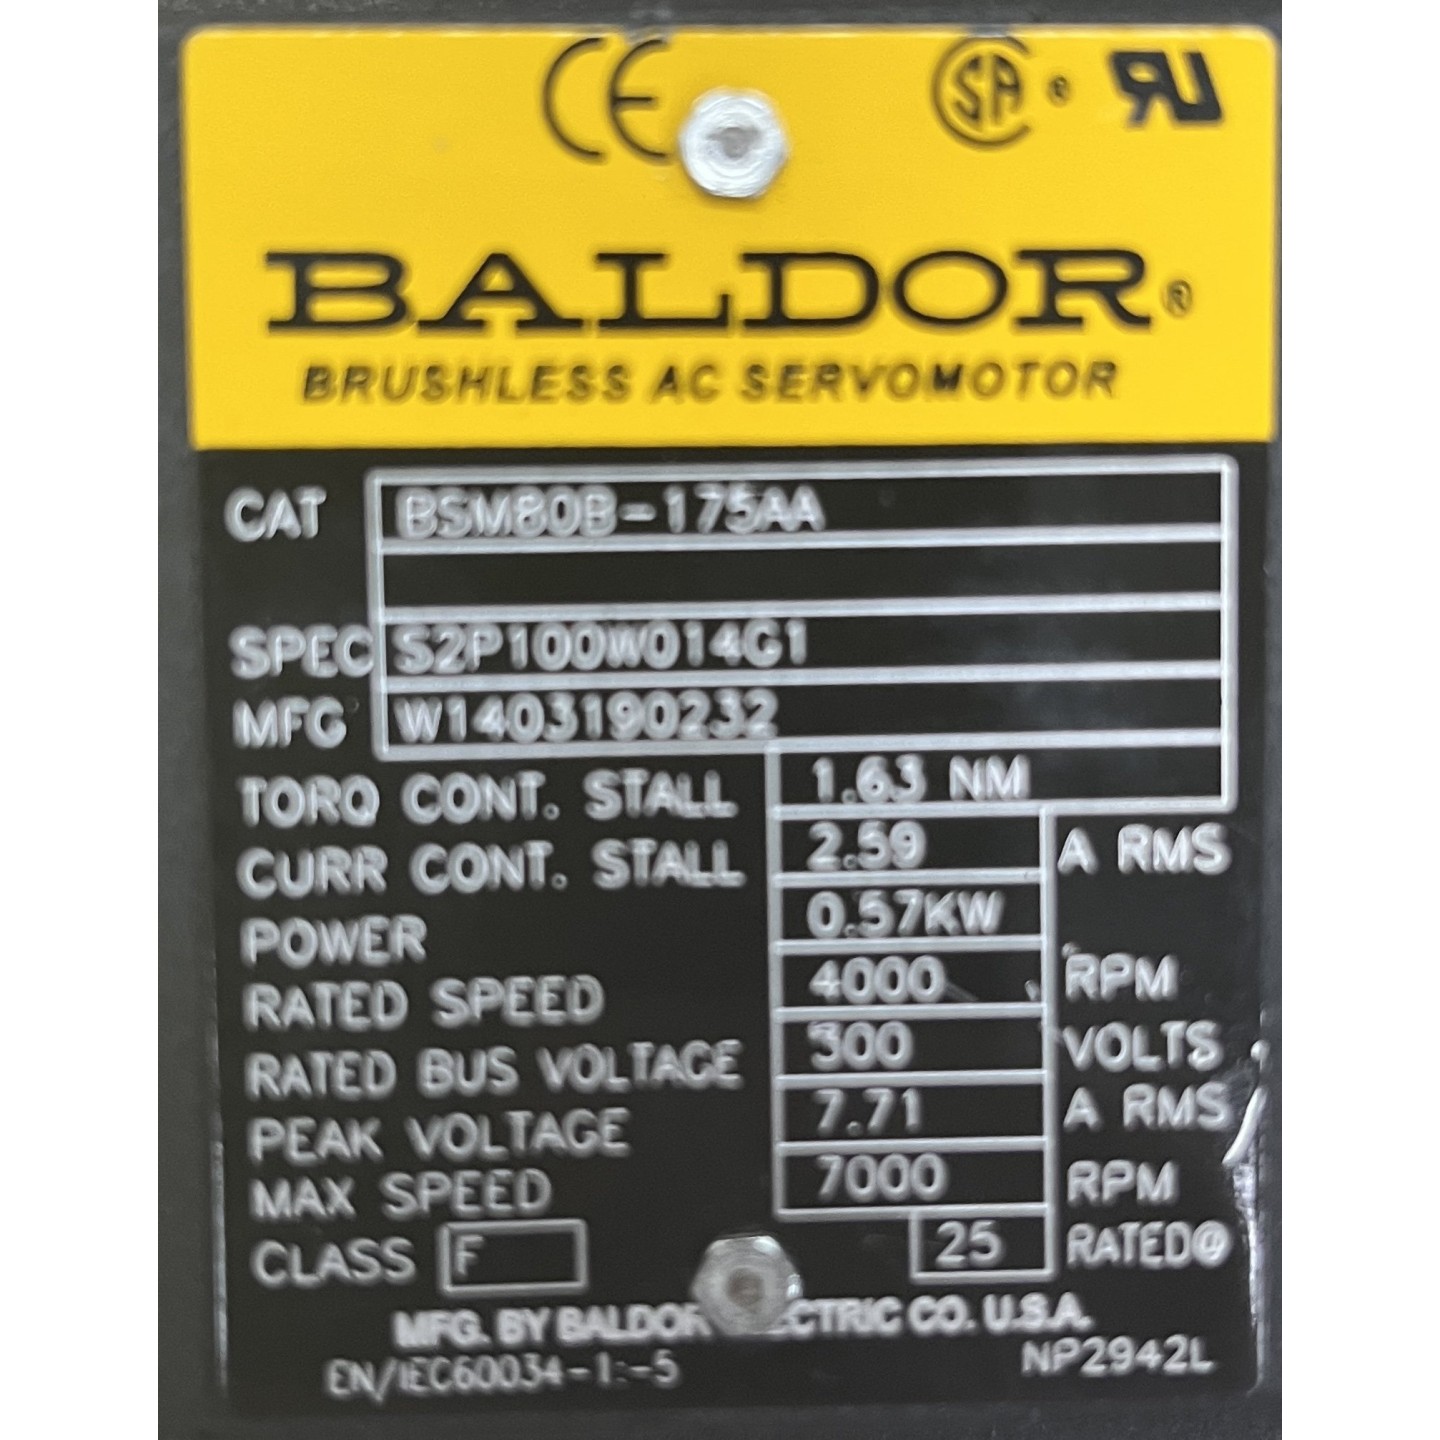 CE SA ® UR
BALDOR®
BRUSHLESS AC SERVOMOTOR
CAT BSM80B-175AA
SPEC S2P100W014G1
MFG W1403190232
TORQ CONT. STALL 1.63 NM
CURR CONT. STALL 2.59 A RMS
POWER 0.57KW
RATED SPEED 4000 RPM
RATED BUS VOLTAGE 300 VOLTS
PEAK VOLTAGE 7.71 A RMS
MAX SPEED 7000 RPM
CLASS F 25 RATED@
MFG. BY BALDOR ELECTRIC CO. U.S.A.
EN/IEC60034-1:-5 NP2942L